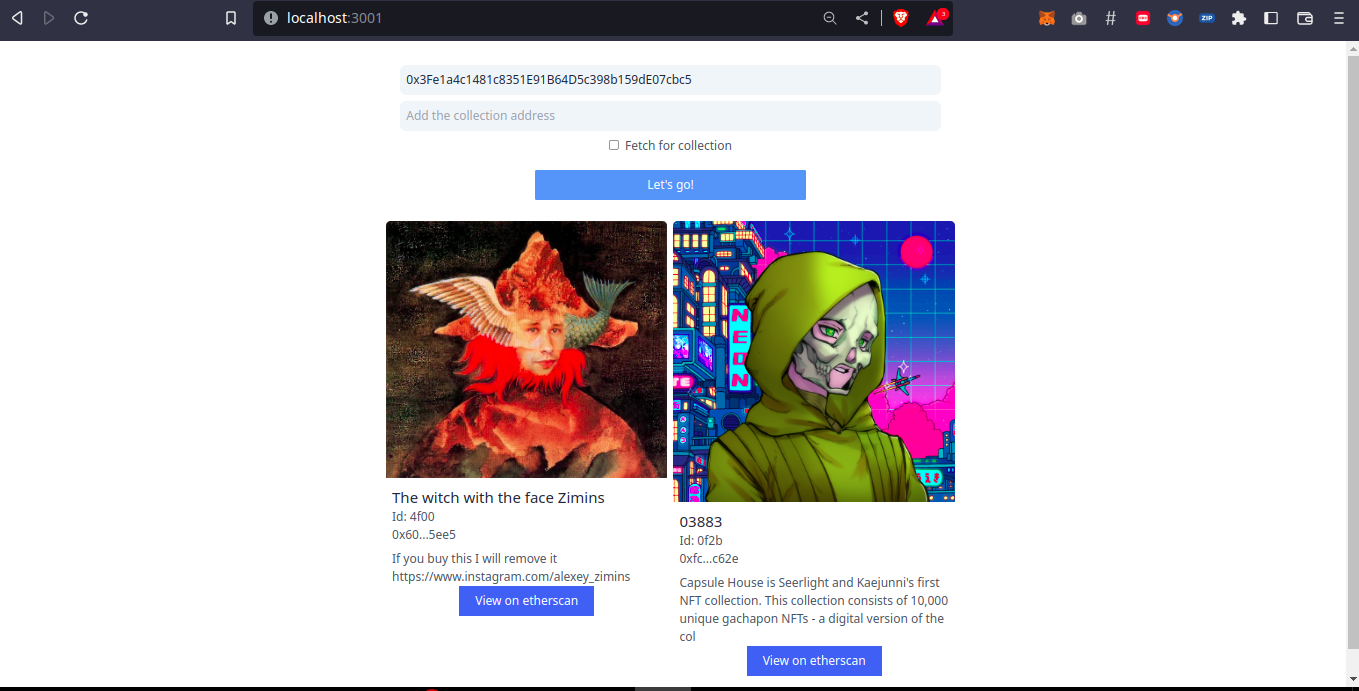 localhost:3001
3
ZIP
0x3Fe1a4c1481c8351E91B64D5c398b159dE07cbc5
Add the collection address
Fetch for collection
Let's go!
NEON
The witch with the face Zimins
Id: 4f00
0x60...5ee5
If you buy this I will remove it
https://www.instagram.com/alexey_zimins
View on etherscan
03883
Id: 0f2b
0xfc...c62e
Capsule House is Seerlight and Kaejunni's first
NFT collection. This collection consists of 10,000
unique gachapon NFTs - a digital version of the
col
View on etherscan